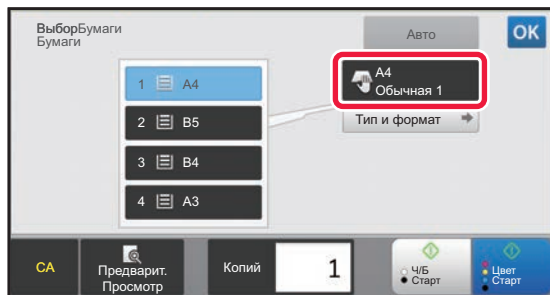 ВыборБумаги
Бумаги
Авто
OK
1 A4
2 B5
3 B4
4 A3
A4
Обычная 1
Тип и формат
CA
Предварит.
Просмотр
Копий
1
Ч/Б
Старт
Цвет
Старт